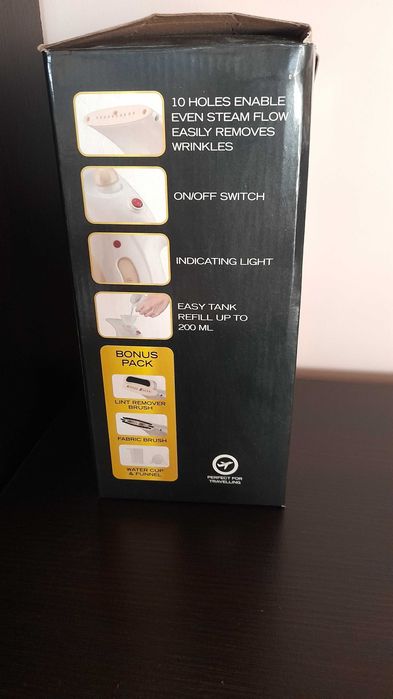 10 HOLES ENABLE
EVEN STEAM FLOW
EASILY REMOVES
WRINKLES
ON/OFF SWITCH
INDICATING LIGHT
EASY TANK
REFILL UP TO
200 ML
BONUS
PACK
LINT REMOVER
BRUSH
FABRIC BRUSH
WATER CUP
& FUNNEL
PERFECT FOR
TRAVELLING